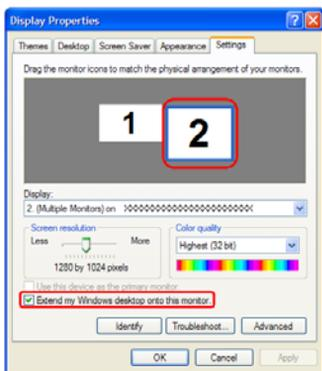 Display Properties
Themes Desktop Screen Saver Appearance Settings
Drag the monitor icons to match the physical arrangement of your monitors.
1 2
Display:
2. (Multiple Monitors) on
Screen resolution Color quality
Less More Highest (32 bit)
1280 by 1024 pixels
Use this device as the primary monitor.
Extend my Windows desktop onto this monitor.
Identify Troubleshoot... Advanced
OK Cancel Apply